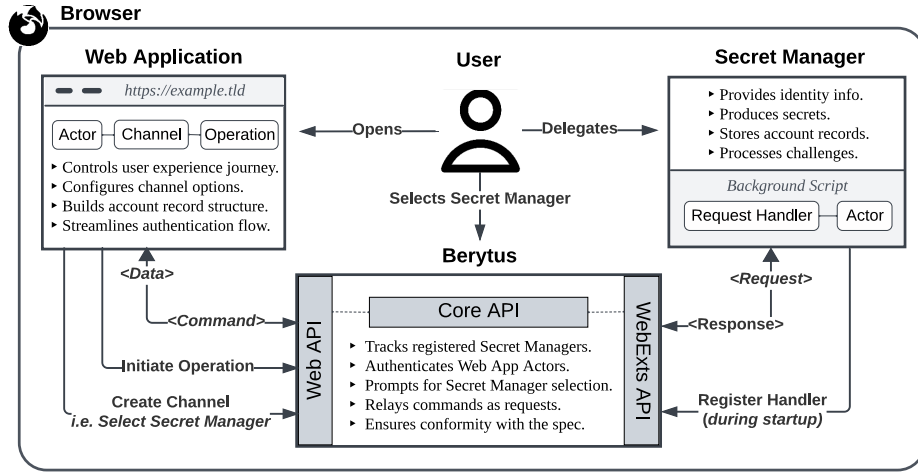 Browser
Web Application
https://example.tld
Actor
Channel
Operation
‣ Controls user experience journey.
‣ Configures channel options.
‣ Builds account record structure.
‣ Streamlines authentication flow.
User
Opens
Delegates
Selects Secret Manager
Secret Manager
‣ Provides identity info.
‣ Produces secrets.
‣ Stores account records.
‣ Processes challenges.
Background Script
Request Handler
Actor
Berytus
<Data>
<Command>
Initiate Operation
Create Channel
i.e. Select Secret Manager
Web API
Core API
‣ Tracks registered Secret Managers.
‣ Authenticates Web App Actors.
‣ Prompts for Secret Manager selection.
‣ Relays commands as requests.
‣ Ensures conformity with the spec.
WebExts API
<Request>
<Response>
Register Handler
(during startup)